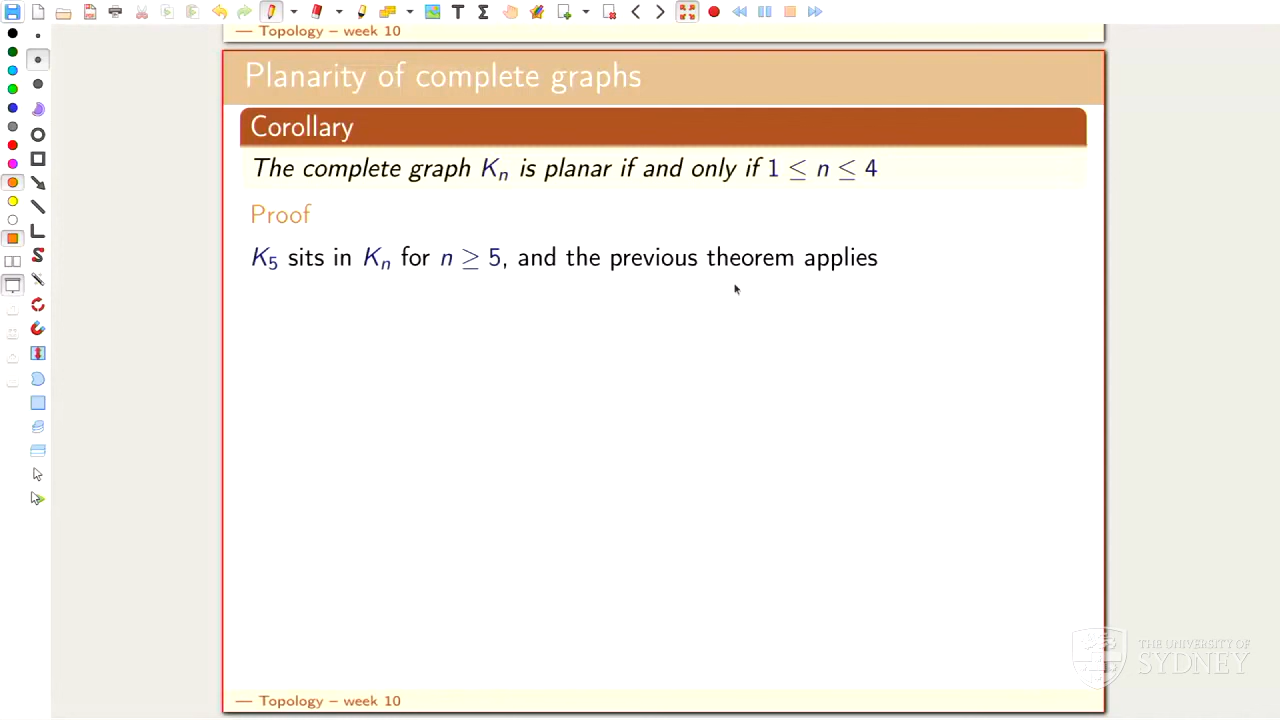 — Topology – week 10
Planarity of complete graphs
Corollary
The complete graph Kₙ is planar if and only if 1 ≤ n ≤ 4
Proof
K₅ sits in Kₙ for n ≥ 5, and the previous theorem applies
THE UNIVERSITY OF
SYDNEY
— Topology – week 10